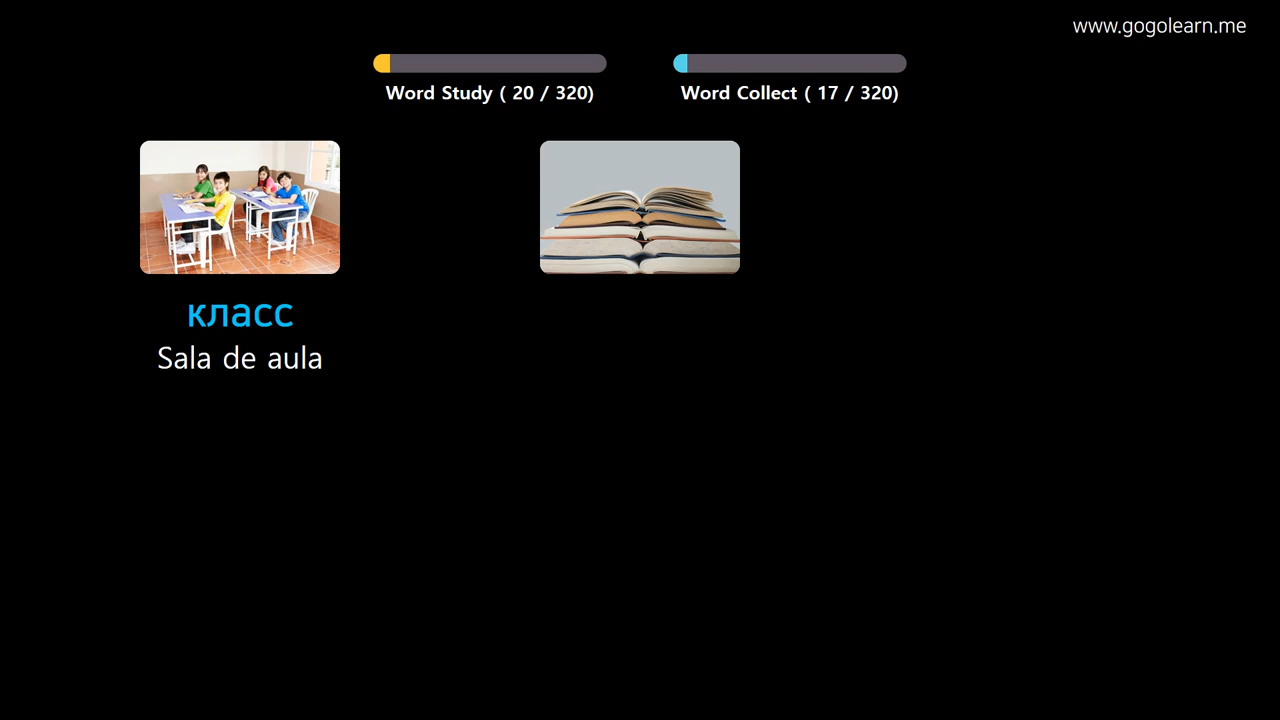 www.gogolearn.me
Word Study ( 20 / 320)
Word Collect ( 17 / 320)
класс
Sala de aula